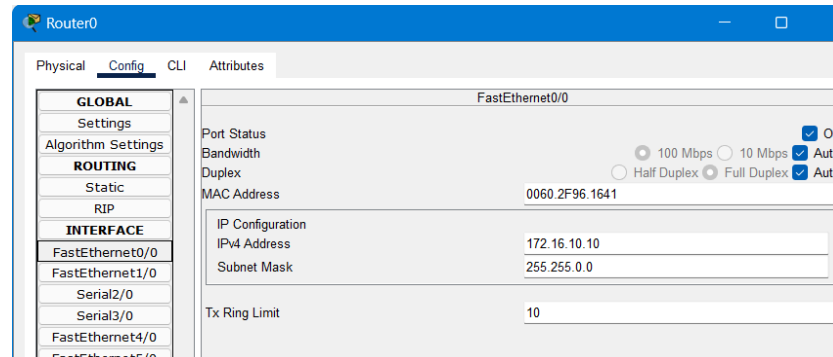 Router0
Physical Config CLI Attributes
GLOBAL
Settings
Algorithm Settings
ROUTING
Static
RIP
INTERFACE
FastEthernet0/0
FastEthernet1/0
Serial2/0
Serial3/0
FastEthernet4/0
FastEthernet0/0
Port Status
Bandwidth 100 Mbps 10 Mbps Aut
Duplex Half Duplex Full Duplex Aut
MAC Address 0060.2F96.1641
IP Configuration
IPv4 Address 172.16.10.10
Subnet Mask 255.255.0.0
Tx Ring Limit 10